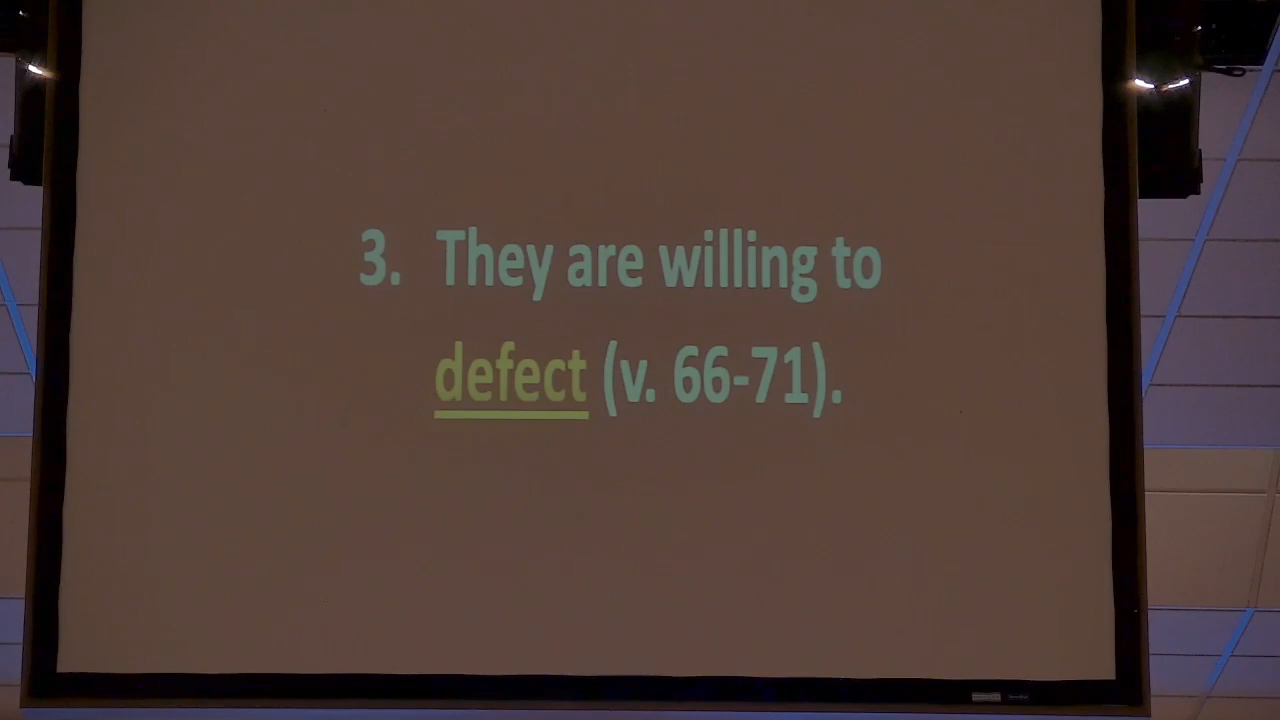 3. They are willing to
defect (v. 66-71).